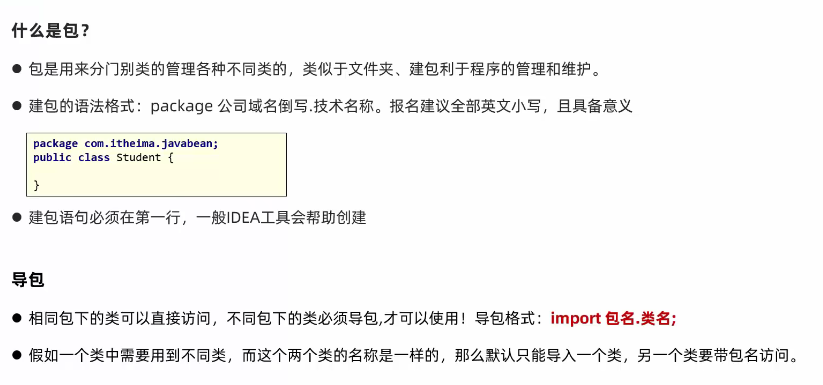 什么是包？
● 包是用来分门别类的管理各种不同类的，类似于文件夹、建包利于程序的管理和维护。
● 建包的语法格式：package 公司域名倒写.技术名称。报名建议全部英文小写，且具备意义
package com.itheima.javabean;
public class Student {
}
● 建包语句必须在第一行，一般IDEA工具会帮助创建
导包
● 相同包下的类可以直接访问，不同包下的类必须导包,才可以使用！导包格式：import 包名.类名;
● 假如一个类中需要用到不同类，而这个两个类的名称是一样的，那么默认只能导入一个类，另一个类要带包名访问。